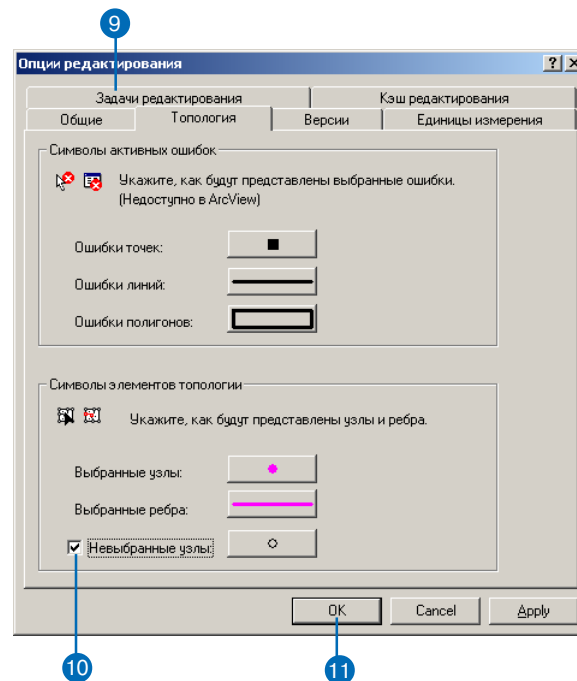 9
Опции редактирования
Задачи редактирования Кэш редактирования
Общие Топология Версии Единицы измерения
Символы активных ошибок
Укажите, как будут представлены выбранные ошибки.
(Недоступно в ArcView)
Ошибки точек:
Ошибки линий:
Ошибки полигонов:
Символы элементов топологии
Укажите, как будут представлены узлы и ребра.
Выбранные узлы:
Выбранные ребра:
Невыбранные узлы:
OK Cancel Apply
10 11